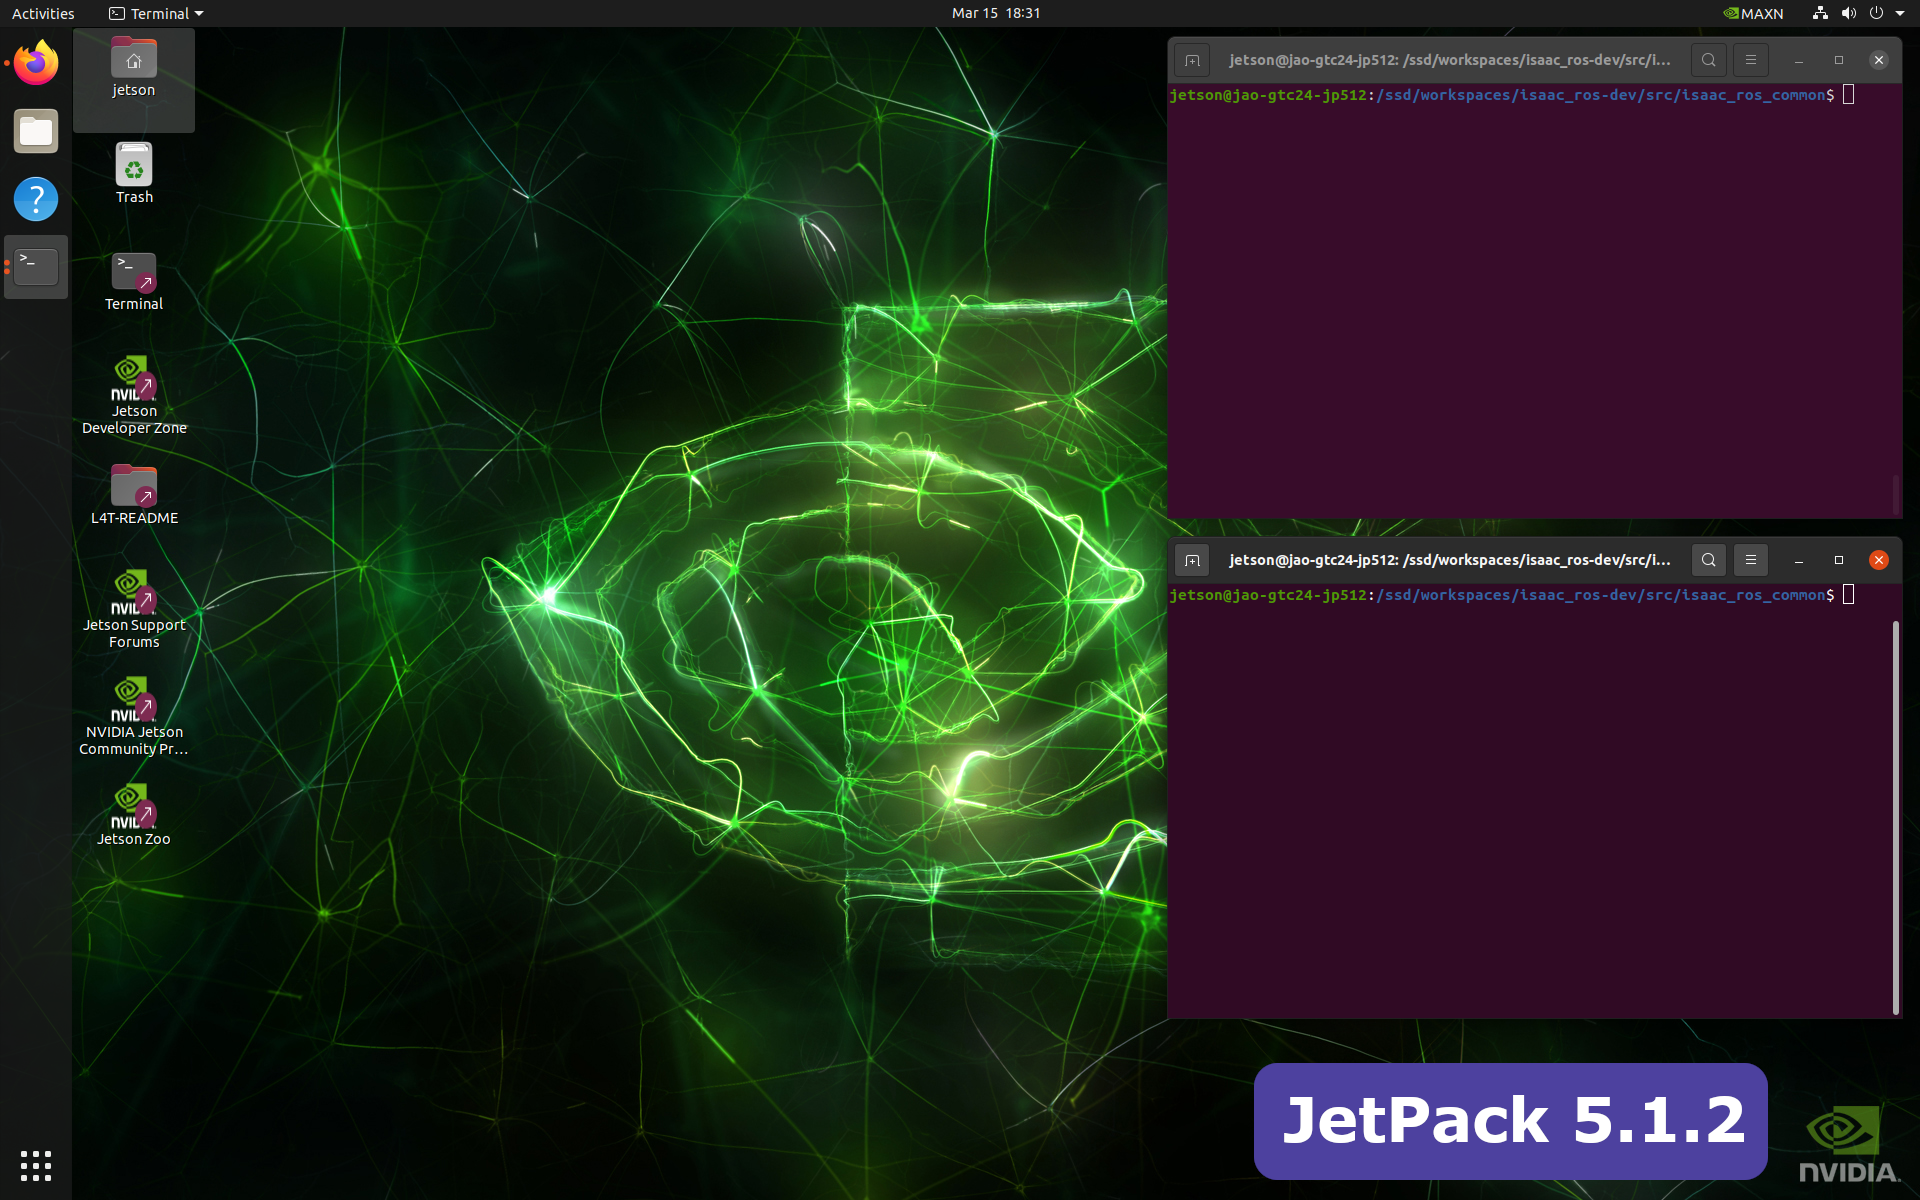 Activities
Terminal
Mar 15 18:31
MAXN
jetson
Trash
>_
Terminal
NVIDIA
Jetson
Developer Zone
L4T-README
Jetson Support
Forums
NVIDIA Jetson
Community Pr...
Jetson Zoo
jetson@jao-gtc24-jp512: /ssd/workspaces/isaac_ros-dev/src/i...
jetson@jao-gtc24-jp512:/ssd/workspaces/isaac_ros-dev/src/isaac_ros_common$
jetson@jao-gtc24-jp512: /ssd/workspaces/isaac_ros-dev/src/i...
jetson@jao-gtc24-jp512:/ssd/workspaces/isaac_ros-dev/src/isaac_ros_common$
JetPack 5.1.2
NVIDIA.